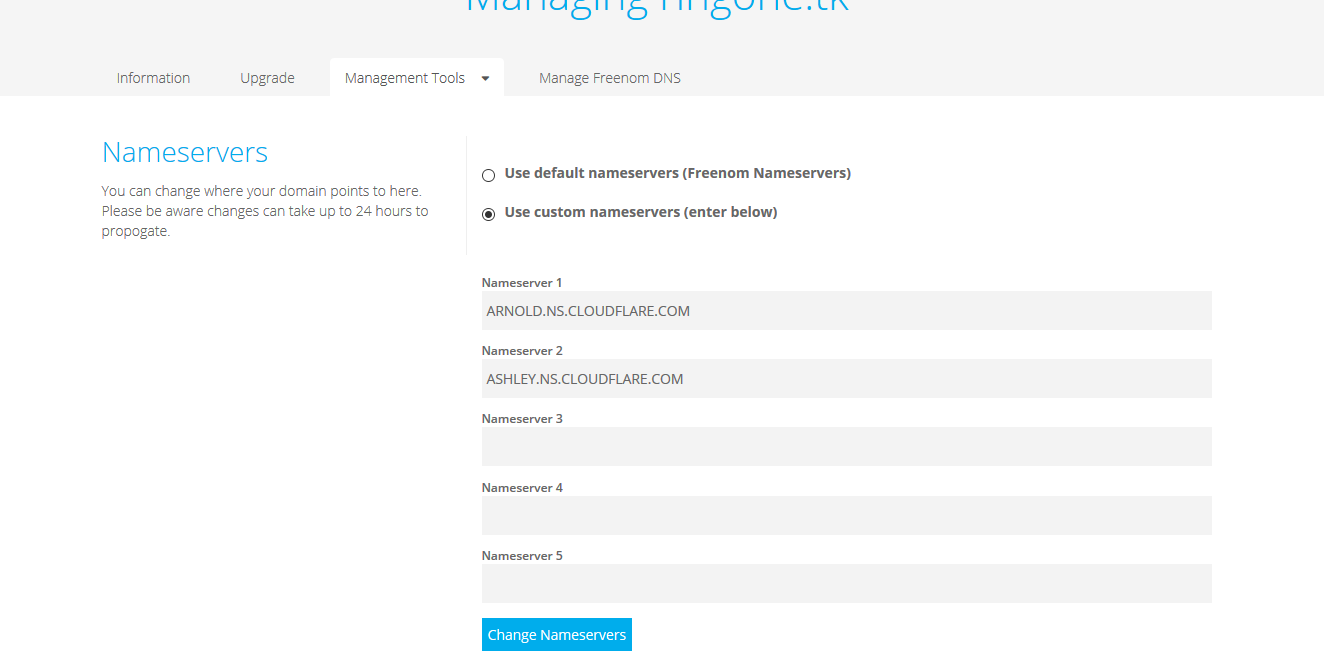 Managing
Information
Upgrade
Management Tools
Manage Freenom DNS
Nameservers
You can change where your domain points to here.
Please be aware changes can take up to 24 hours to
propogate.
Use default nameservers (Freenom Nameservers)
Use custom nameservers (enter below)
Nameserver 1
ARNOLD.NS.CLOUDFLARE.COM
Nameserver 2
ASHLEY.NS.CLOUDFLARE.COM
Nameserver 3
Nameserver 4
Nameserver 5
Change Nameservers